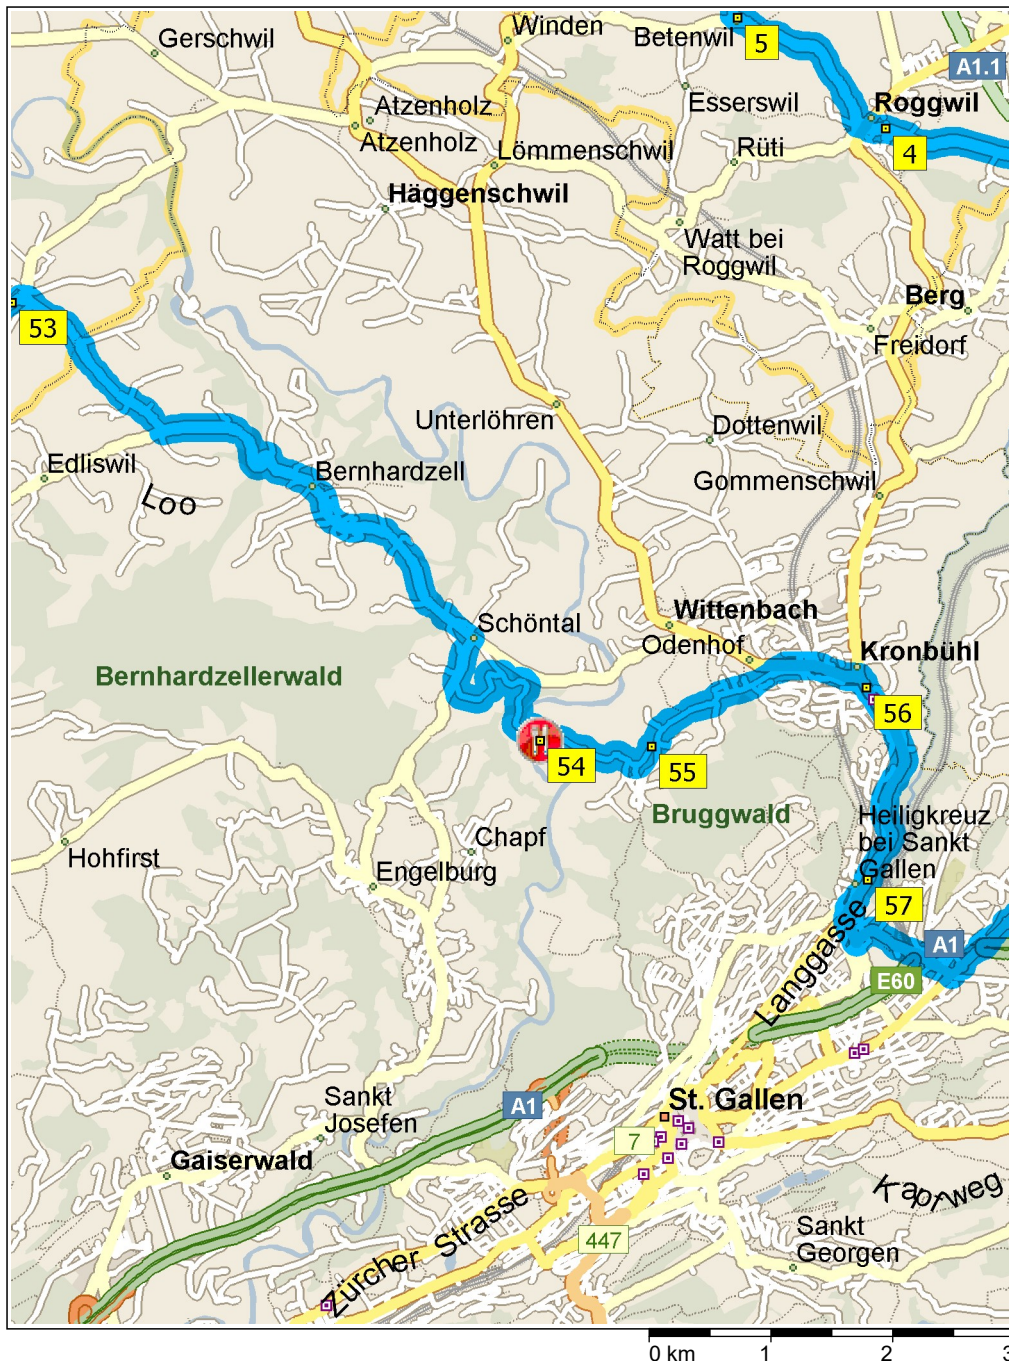 Winden
Gerschwil
Betenwil
5
A1.1
Atzenholz
Esserswil
Roggwil
Atzenholz
Lömmenschwil
Rüti
4
Häggenschwil
Watt bei
Roggwil
Berg
53
Freidorf
Unterlöhren
Dottenwil
Edliswil
Bernhardzell
Gommenschwil
Loo
Wittenbach
Schöntal
Odenhof
Kronbühl
Bernhardzellerwald
56
54
55
Bruggwald
Heiligkreuz
bei Sankt
Gallen
Chapf
Hohfirst
Engelburg
57
Langgasse
A1
E60
Sankt
Josefen
A1
St. Gallen
7
Gaiserwald
Kaprweg
Zürcher Strasse
447
Sankt
Georgen
0 km 1 2 3